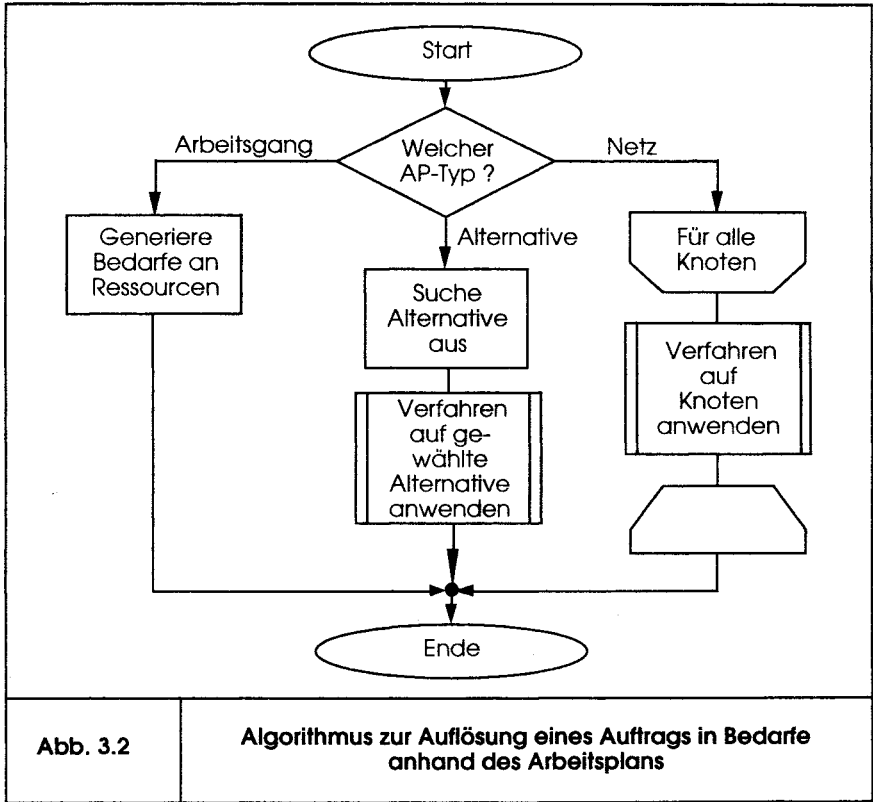 Start
Welcher
AP-Typ ?
Arbeitsgang
Netz
Alternative
Generiere
Bedarfe an
Ressourcen
Suche
Alternative
aus
Verfahren
auf ge-
wählte
Alternative
anwenden
Für alle
Knoten
Verfahren
auf
Knoten
anwenden
Ende
Abb. 3.2
Algorithmus zur Auflösung eines Auftrags in Bedarfe
anhand des Arbeitsplans